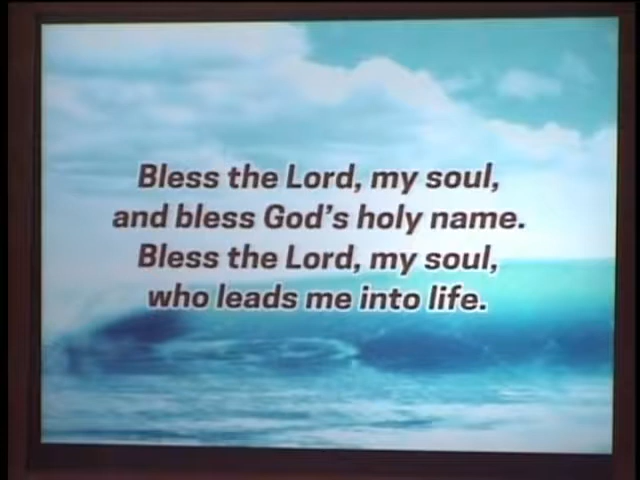 Bless the Lord, my soul,
and bless God's holy name.
Bless the Lord, my soul,
who leads me into life.